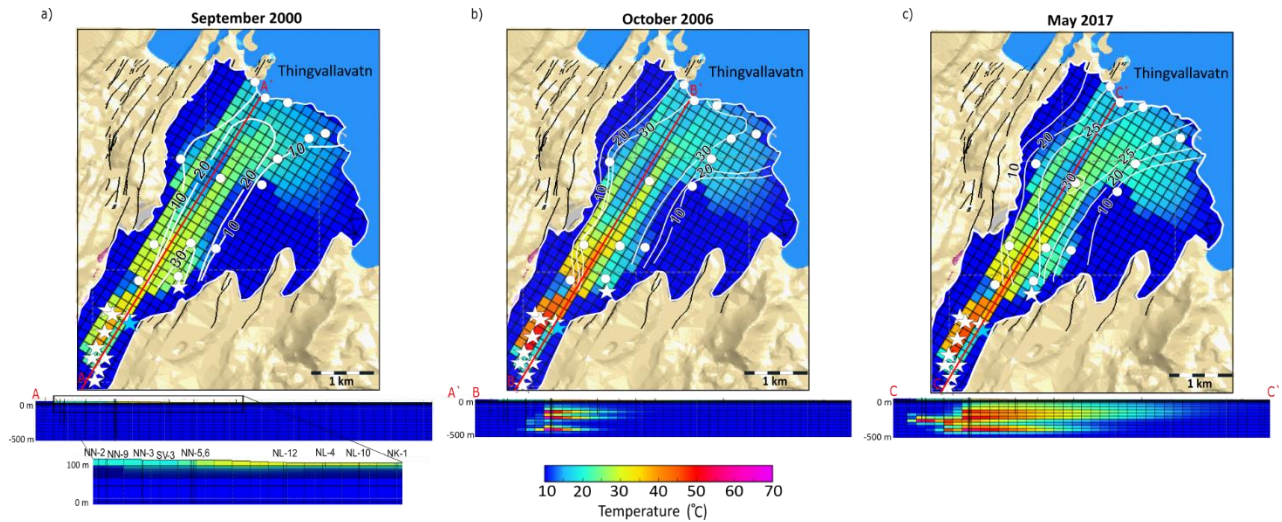 a)
September 2000
b)
October 2006
c)
May 2017
Thingvallavatn
Thingvallavatn
Thingvallavatn
A`
B`
C`
10
20
20
10
10
10
30
20
30
30
20
10
10
20
25
10
25
30
20
10
A
B
C
1 km
1 km
1 km
A
A`
B
B`
C
C`
0 m
-500 m
0 m
-500 m
0 m
-500 m
NN-2
NN-9
NN-3
SV-3
NN-5,6
NL-12
NL-4
NL-10
NK-1
100 m
0 m
10
20
30
40
50
60
70
Temperature (°C)